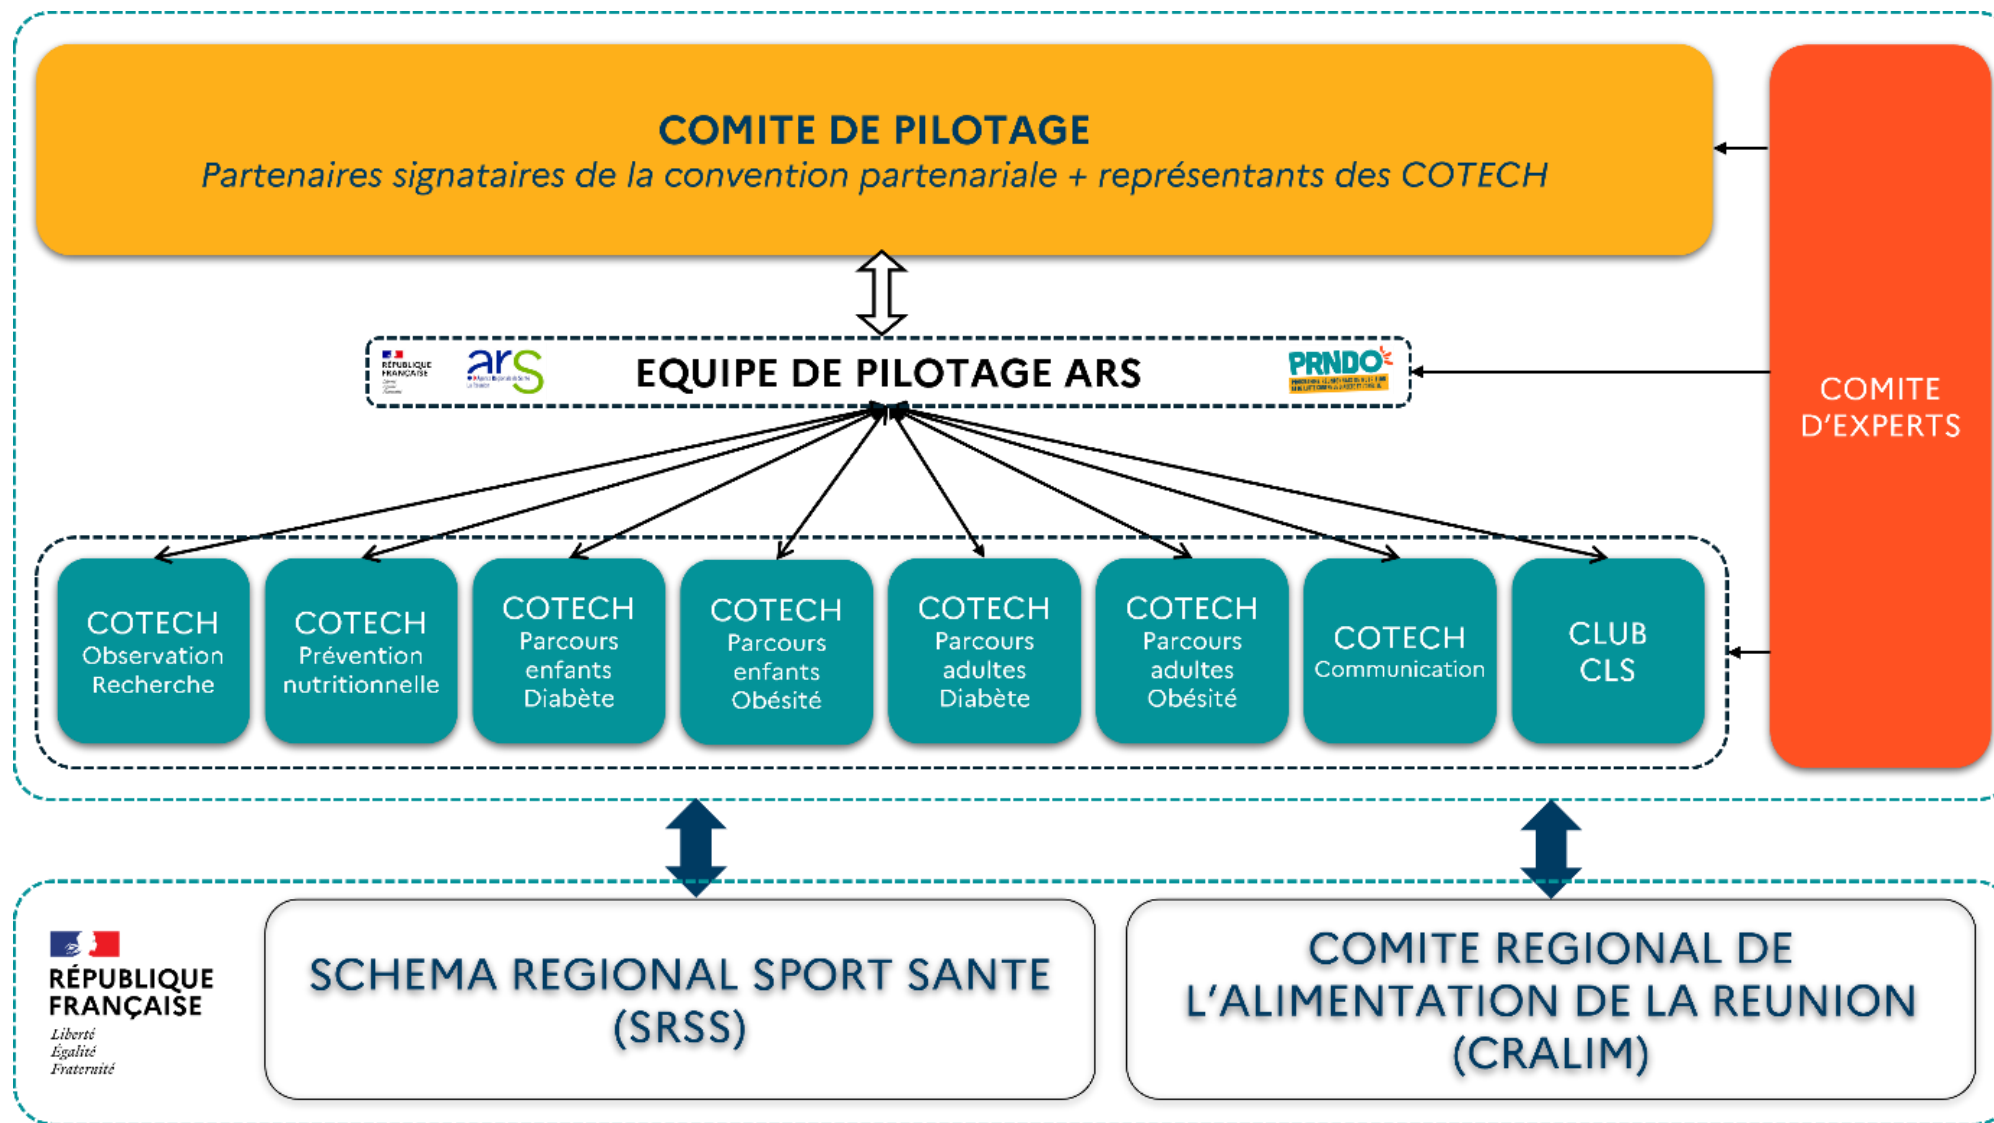 COMITE DE PILOTAGE
Partenaires signataires de la convention partenariale + représentants des COTECH
COMITE
D'EXPERTS
RÉPUBLIQUE
FRANÇAISE
ars
EQUIPE DE PILOTAGE ARS
PRNDO
COTECH
Observation
Recherche
COTECH
Prévention
nutritionnelle
COTECH
Parcours
enfants
Diabète
COTECH
Parcours
enfants
Obésité
COTECH
Parcours
adultes
Diabète
COTECH
Parcours
adultes
Obésité
COTECH
Communication
CLUB
CLS
RÉPUBLIQUE
FRANÇAISE
Liberté
Égalité
Fraternité
SCHEMA REGIONAL SPORT SANTE
(SRSS)
COMITE REGIONAL DE
L'ALIMENTATION DE LA REUNION
(CRALIM)